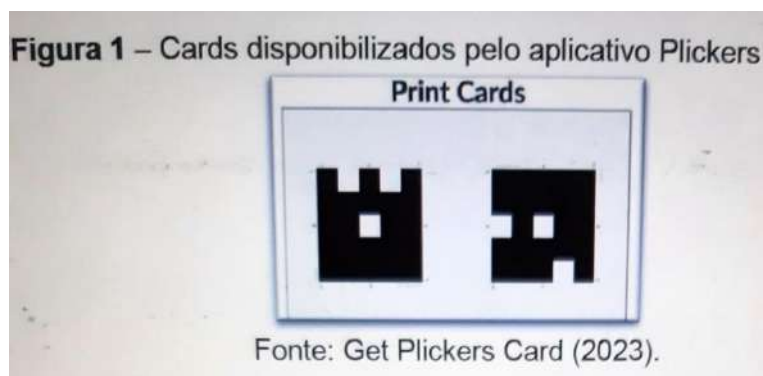 Figura 1 – Cards disponibilizados pelo aplicativo Plickers
Print Cards
Fonte: Get Plickers Card (2023).